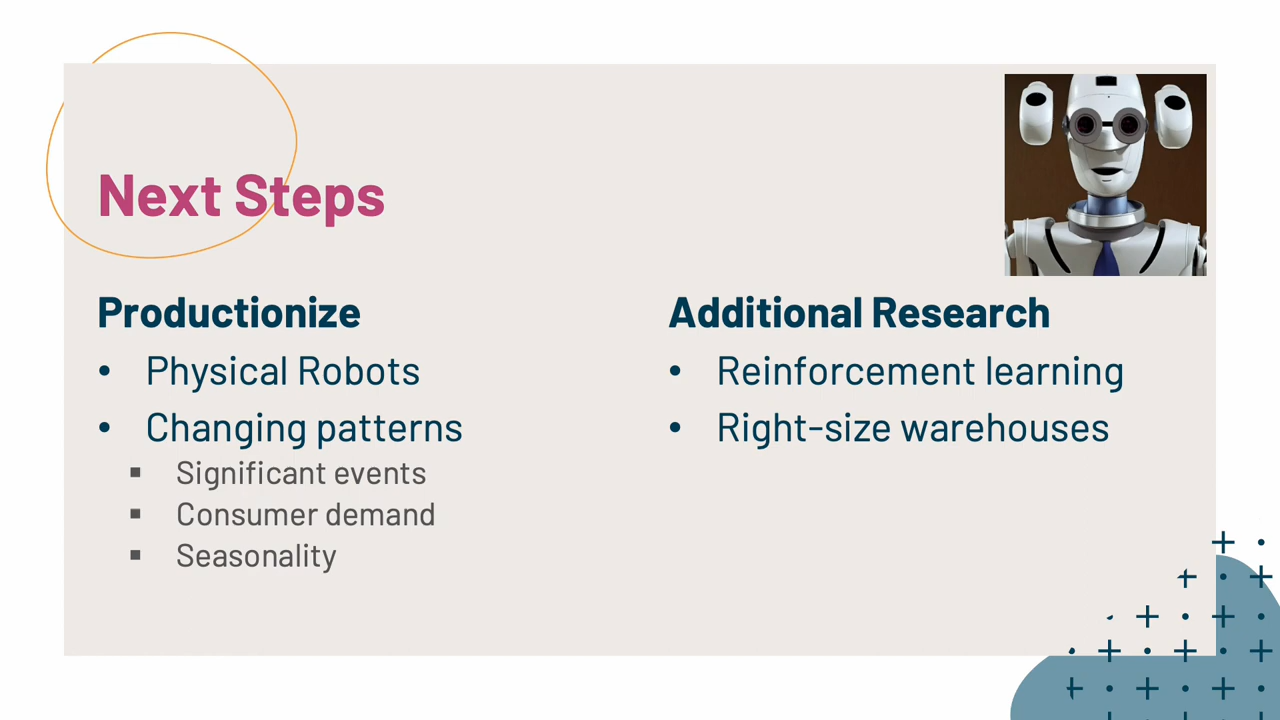 Next Steps
Productionize
• Physical Robots
• Changing patterns
▪ Significant events
▪ Consumer demand
▪ Seasonality
Additional Research
• Reinforcement learning
• Right-size warehouses